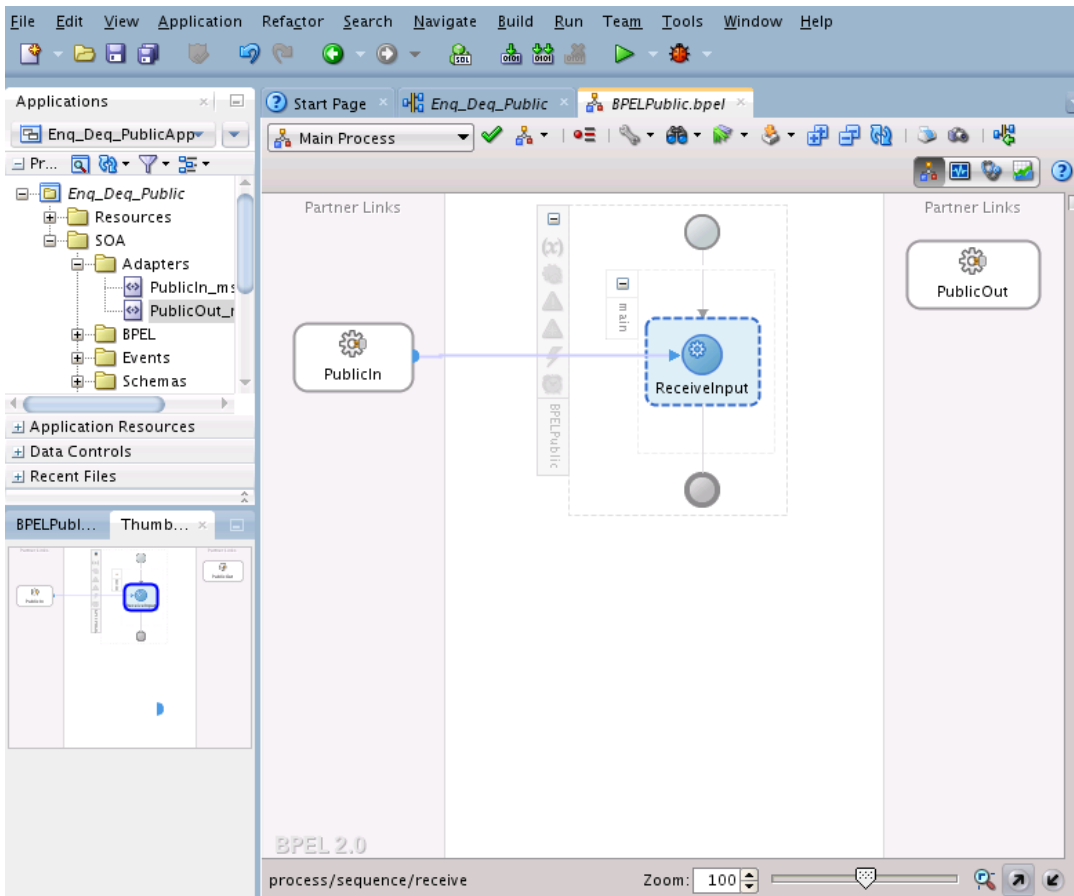 File Edit View Application Refactor Search Navigate Build Run Team Tools Window Help
Applications
Start Page
Enq_Deq_Public
BPELPublic.bpel
Enq_Deq_PublicApp
Main Process
Pr...
Enq_Deq_Public
Resources
SOA
Adapters
PublicIn_ms
PublicOut_r
BPEL
Events
Schemas
Application Resources
Data Controls
Recent Files
BPELPubl...
Thumb...
Partner Links
Partner Links
PublicIn
main
ReceiveInput
BPELPublic
PublicOut
BPEL 2.0
process/sequence/receive
Zoom: 100